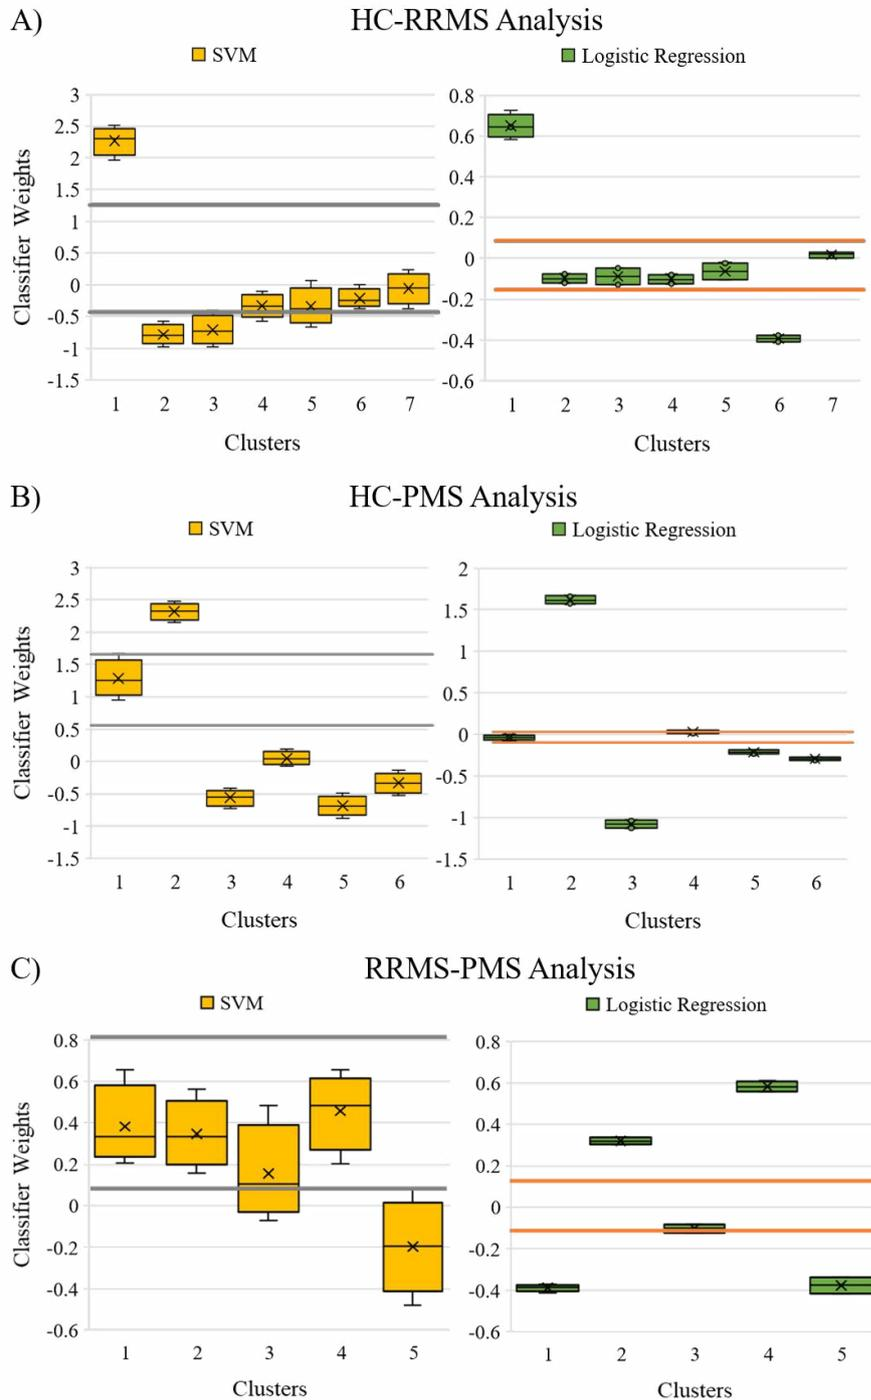 A) HC-RRMS Analysis
SVM
Logistic Regression
Classifier Weights
3
2.5
2
1.5
1
0.5
0
-0.5
-1
-1.5
1 2 3 4 5 6 7
Clusters
0.8
0.6
0.4
0.2
0
-0.2
-0.4
-0.6
1 2 3 4 5 6 7
Clusters
B) HC-PMS Analysis
SVM
Logistic Regression
Classifier Weights
3
2.5
2
1.5
1
0.5
0
-0.5
-1
-1.5
1 2 3 4 5 6
Clusters
2
1.5
1
0.5
0
-0.5
-1
-1.5
1 2 3 4 5 6
Clusters
C) RRMS-PMS Analysis
SVM
Logistic Regression
Classifier Weights
0.8
0.6
0.4
0.2
0
-0.2
-0.4
-0.6
1 2 3 4 5
Clusters
0.8
0.6
0.4
0.2
0
-0.2
-0.4
-0.6
1 2 3 4 5
Clusters